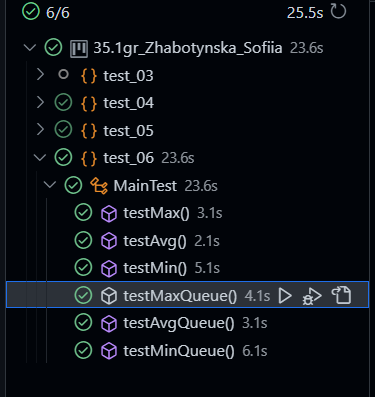 6/6 25.5s
35.1gr_Zhabotynska_Sofiia 23.6s
{} test_03
{} test_04
{} test_05
{} test_06 23.6s
MainTest 23.6s
testMax() 3.1s
testAvg() 2.1s
testMin() 5.1s
testMaxQueue() 4.1s
testAvgQueue() 3.1s
testMinQueue() 6.1s